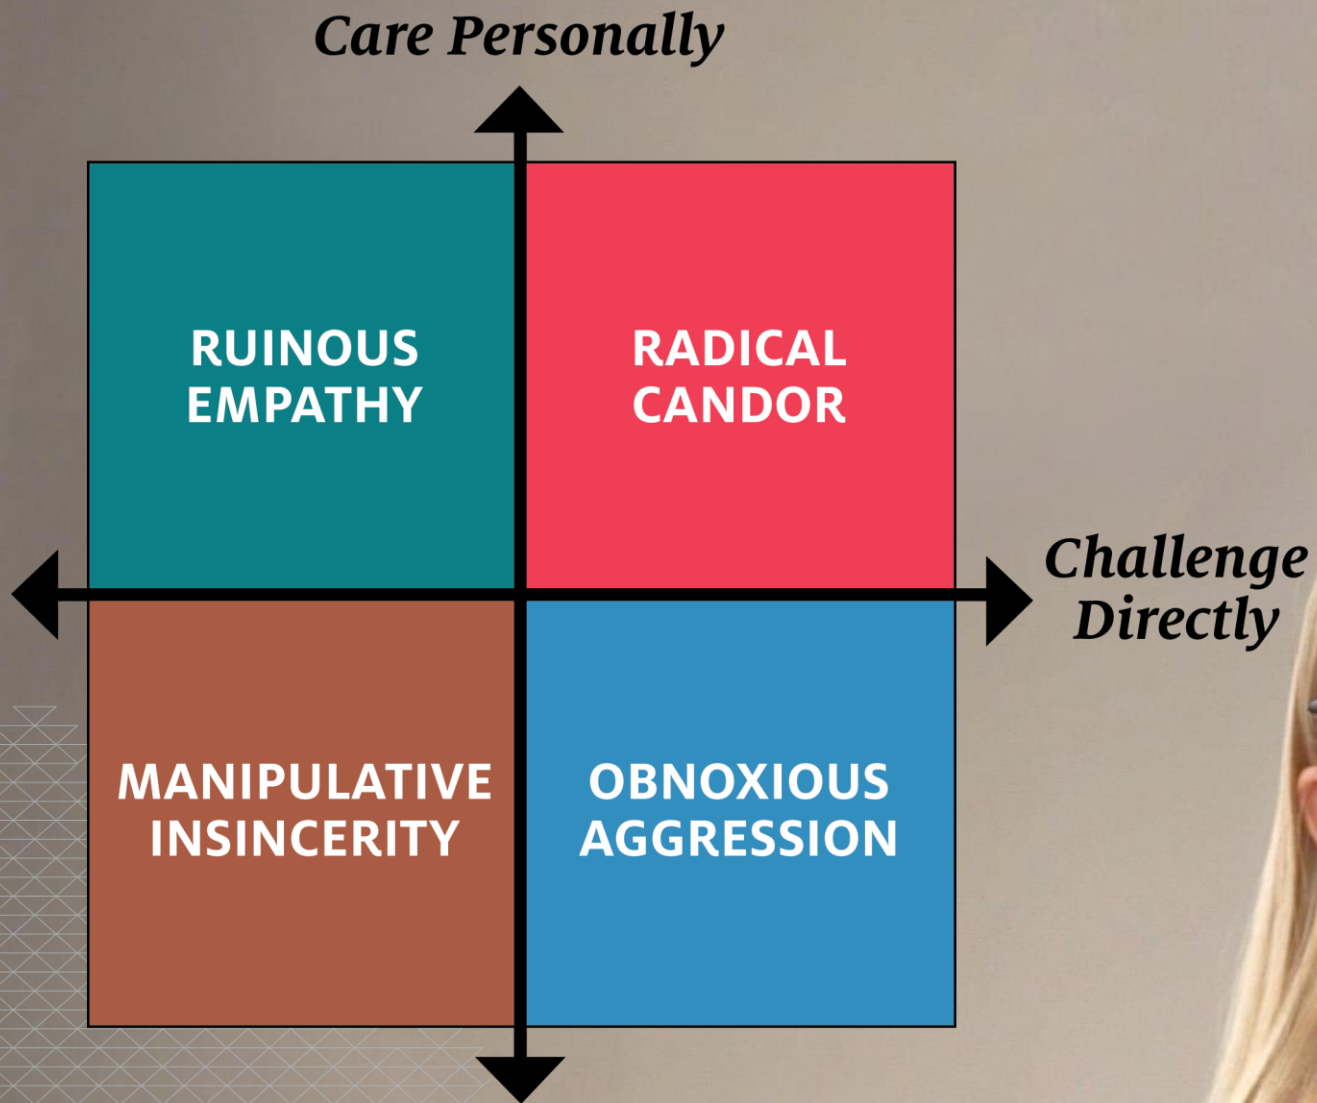 Care Personally
RUINOUS
EMPATHY
RADICAL
CANDOR
Challenge
Directly
MANIPULATIVE
INSINCERITY
OBNOXIOUS
AGGRESSION